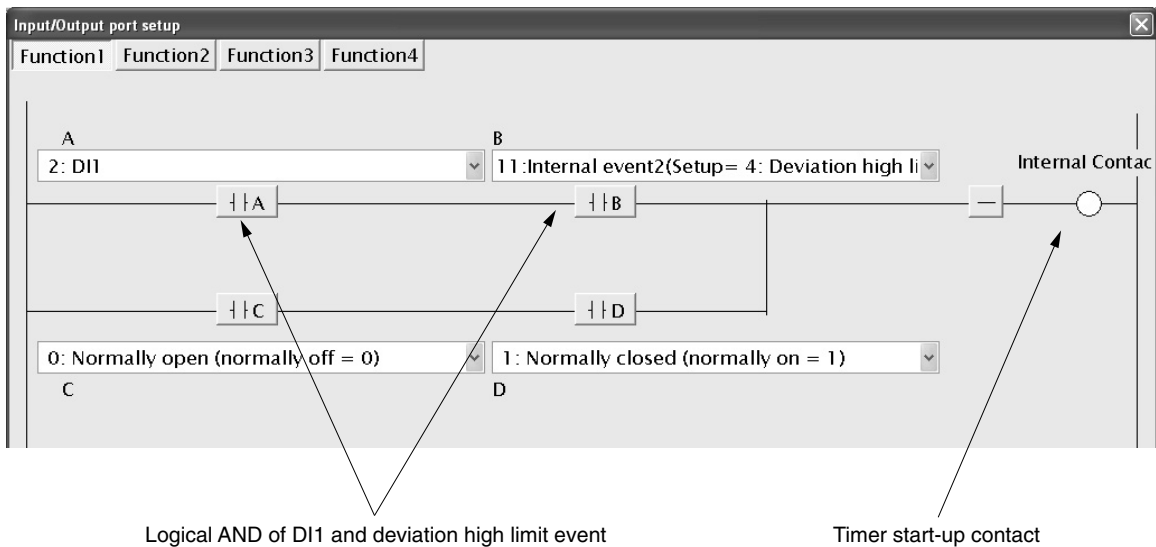 Input/Output port setup
Function1 Function2 Function3 Function4
A
B
2: DI1
11:Internal event2(Setup= 4: Deviation high li
Internal Contac
A
B
C
D
0: Normally open (normally off = 0)
1: Normally closed (normally on = 1)
C
D
Logical AND of DI1 and deviation high limit event
Timer start-up contact